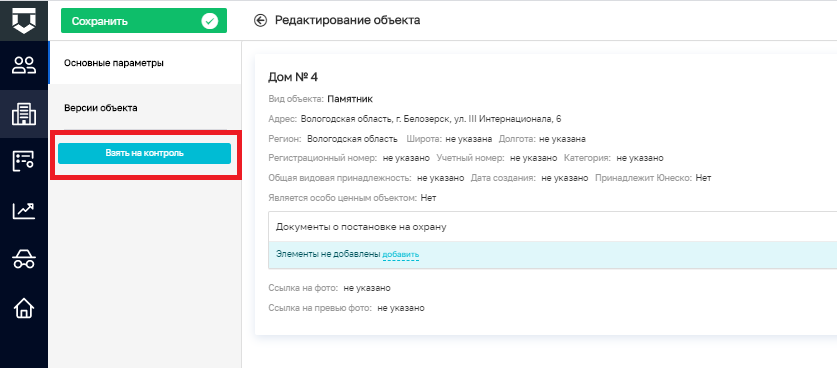 Сохранить
Редактирование объекта
Основные параметры
Версии объекта
Взять на контроль
Дом № 4
Вид объекта: Памятник
Адрес: Вологодская область, г. Белозерск, ул. III Интернационала, 6
Регион: Вологодская область Широта: не указана Долгота: не указана
Регистрационный номер: не указано Учетный номер: не указано Категория: не указано
Общая видовая принадлежность: не указано Дата создания: не указано Принадлежит Юнеско: Нет
Является особо ценным объектом: Нет
Документы о постановке на охрану
Элементы не добавлены добавить
Ссылка на фото: не указано
Ссылка на превью фото: не указано